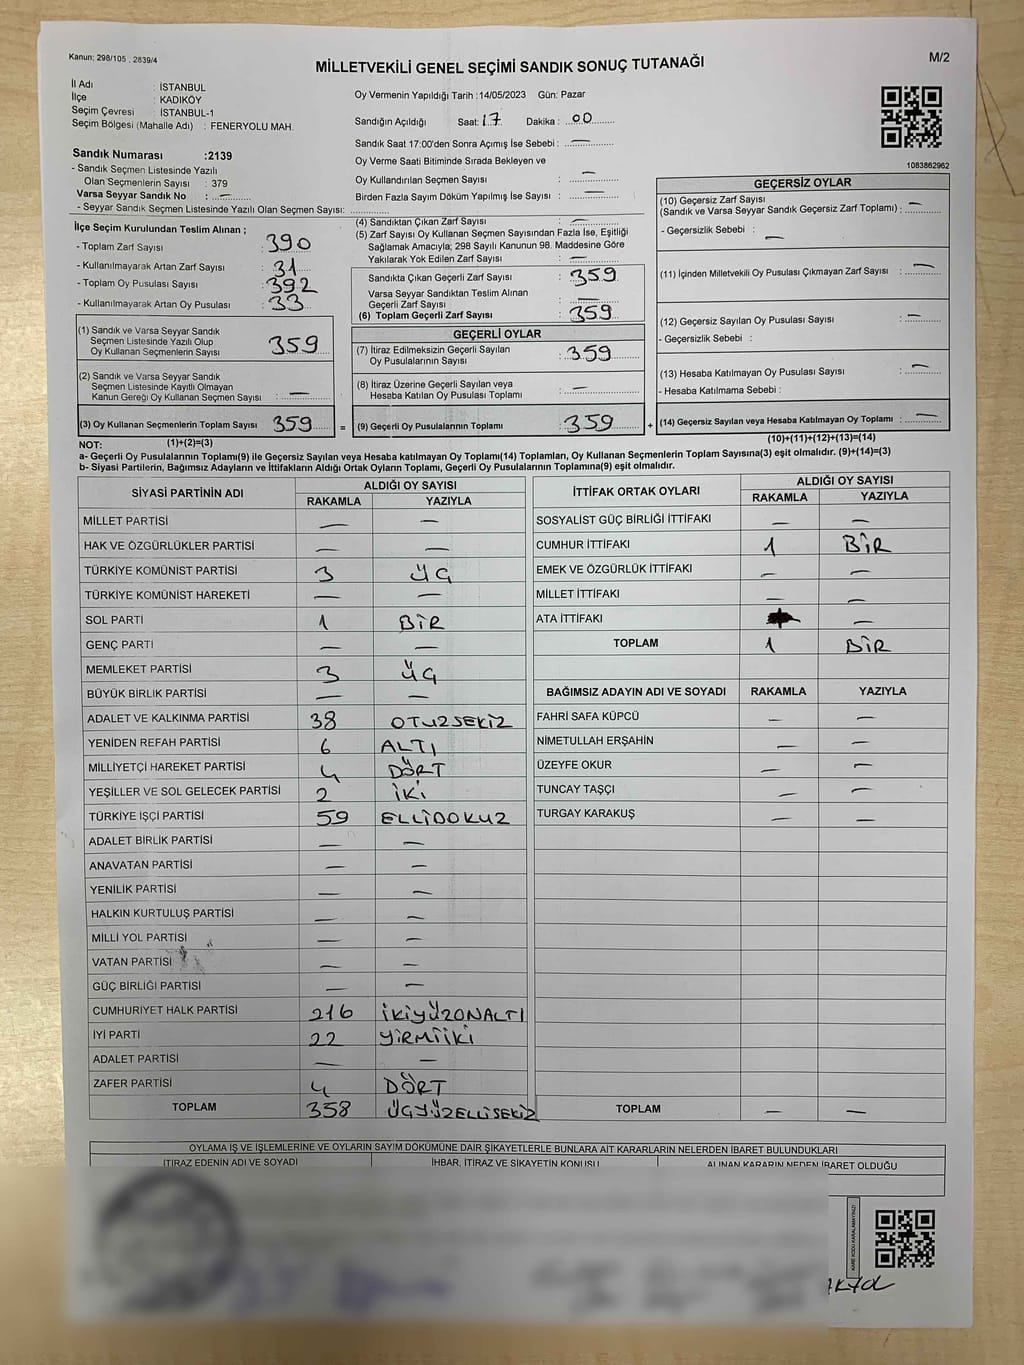 Kanun: 298/105 , 2839/4
M/2
MİLLETVEKİLİ GENEL SEÇİMİ SANDIK SONUÇ TUTANAĞI
İl Adı : İSTANBUL
İlçe : KADIKÖY
Seçim Çevresi : İSTANBUL-1
Seçim Bölgesi (Mahalle Adı) : FENERYOLU MAH.
Sandık Numarası :2139
- Sandık Seçmen Listesinde Yazılı
Olan Seçmenlerin Sayısı : 379
Varsa Seyyar Sandık No : —
- Seyyar Sandık Seçmen Listesinde Yazılı Olan Seçmen Sayısı:
Oy Vermenin Yapıldığı Tarih :14/05/2023 Gün: Pazar
Sandığın Açıldığı Saat: 17 Dakika : 00
Sandık Saat 17:00'den Sonra Açımış İse Sebebi : —
Oy Verme Saati Bitiminde Sırada Bekleyen ve
Oy Kullandırılan Seçmen Sayısı : —
Birden Fazla Sayım Döküm Yapılmış İse Sayısı : —
1083862962
İlçe Seçim Kurulundan Teslim Alınan ;
- Toplam Zarf Sayısı : 390
- Kullanılmayarak Artan Zarf Sayısı : 31
- Toplam Oy Pusulası Sayısı : 392
- Kullanılmayarak Artan Oy Pusulası : 33
(1) Sandık ve Varsa Seyyar Sandık
Seçmen Listesinde Yazılı Olup
Oy Kullanan Seçmenlerin Sayısı : 359
(2) Sandık ve Varsa Seyyar Sandık
Seçmen Listesinde Kayıtlı Olmayan
Kanun Gereği Oy Kullanan Seçmen Sayısı : —
(3) Oy Kullanan Seçmenlerin Toplam Sayısı : 359 =
(4) Sandıktan Çıkan Zarf Sayısı : —
(5) Zarf Sayısı Oy Kullanan Seçmen Sayısından Fazla İse, Eşitliği
Sağlamak Amacıyla; 298 Sayılı Kanunun 98. Maddesine Göre
Yakılarak Yok Edilen Zarf Sayısı : —
Sandıkta Çıkan Geçerli Zarf Sayısı : 359
Varsa Seyyar Sandıktan Teslim Alınan
Geçerli Zarf Sayısı : —
(6) Toplam Geçerli Zarf Sayısı : 359
GEÇERLİ OYLAR
(7) İtiraz Edilmeksizin Geçerli Sayılan
Oy Pusulalarının Sayısı : 359
(8) İtiraz Üzerine Geçerli Sayılan veya
Hesaba Katılan Oy Pusulası Toplamı : —
(9) Geçerli Oy Pusulalarının Toplamı : 359 +
GEÇERSİZ OYLAR
(10) Geçersiz Zarf Sayısı
(Sandık ve Varsa Seyyar Sandık Geçersiz Zarf Toplamı) : —
- Geçersizlik Sebebi : —
(11) İçinden Milletvekili Oy Pusulası Çıkmayan Zarf Sayısı : —
(12) Geçersiz Sayılan Oy Pusulası Sayısı : —
- Geçersizlik Sebebi :
(13) Hesaba Katılmayan Oy Pusulası Sayısı : —
- Hesaba Katılmama Sebebi :
(14) Geçersiz Sayılan veya Hesaba Katılmayan Oy Toplamı : —
NOT: (1)+(2)=(3)
(10)+(11)+(12)+(13)=(14)
a- Geçerli Oy Pusulalarının Toplamı(9) ile Geçersiz Sayılan veya Hesaba katılmayan Oy Toplamı(14) Toplamları, Oy Kullanan Seçmenlerin Toplam Sayısına(3) eşit olmalıdır. (9)+(14)=(3)
b- Siyasi Partilerin, Bağımsız Adayların ve İttifakların Aldığı Ortak Oyların Toplamı, Geçerli Oy Pusulalarının Toplamına(9) eşit olmalıdır.
SİYASİ PARTİNİN ADI ALDIĞI OY SAYISI
RAKAMLA YAZIYLA
MİLLET PARTİSİ — —
HAK VE ÖZGÜRLÜKLER PARTİSİ — —
TÜRKİYE KOMÜNİST PARTİSİ 3 ÜÇ
TÜRKİYE KOMÜNİST HAREKETİ — —
SOL PARTİ 1 BİR
GENÇ PARTİ — —
MEMLEKET PARTİSİ 3 ÜÇ
BÜYÜK BİRLİK PARTİSİ — —
ADALET VE KALKINMA PARTİSİ 38 OTUZSEKİZ
YENİDEN REFAH PARTİSİ 6 ALTI
MİLLİYETÇİ HAREKET PARTİSİ 4 DÖRT
YEŞİLLER VE SOL GELECEK PARTİSİ 2 İKİ
TÜRKİYE İŞÇİ PARTİSİ 59 ELLİDOKUZ
ADALET BİRLİK PARTİSİ — —
ANAVATAN PARTİSİ — —
YENİLİK PARTİSİ — —
HALKIN KURTULUŞ PARTİSİ — —
MİLLİ YOL PARTİSİ — —
VATAN PARTİSİ — —
GÜÇ BİRLİĞİ PARTİSİ — —
CUMHURİYET HALK PARTİSİ 216 İKİYÜZONALTI
İYİ PARTİ 22 YİRMİİKİ
ADALET PARTİSİ — —
ZAFER PARTİSİ 4 DÖRT
TOPLAM 358 ÜÇYÜZELLİSEKİZ
İTTİFAK ORTAK OYLARI ALDIĞI OY SAYISI
RAKAMLA YAZIYLA
SOSYALİST GÜÇ BİRLİĞİ İTTİFAKI — —
CUMHUR İTTİFAKI 1 BİR
EMEK VE ÖZGÜRLÜK İTTİFAKI — —
MİLLET İTTİFAKI — —
ATA İTTİFAKI —
TOPLAM 1 BİR
BAĞIMSIZ ADAYIN ADI VE SOYADI RAKAMLA YAZIYLA
FAHRİ SAFA KÜPCÜ — —
NİMETULLAH ERŞAHİN — —
ÜZEYFE OKUR — —
TUNCAY TAŞÇI — —
TURGAY KARAKUŞ — —
TOPLAM — —
OYLAMA İŞ VE İŞLEMLERİNE VE OYLARIN SAYIM DÖKÜMÜNE DAİR ŞİKAYETLERLE BUNLARA AİT KARARLARIN NELERDEN İBARET BULUNDUKLARI
İTİRAZ EDENİN ADI VE SOYADI İHBAR, İTİRAZ VE ŞİKAYETİN KONUSU ALINAN KARARIN NEDEN İBARET OLDUĞU
KARE KODU KARALAMAYINIZ!